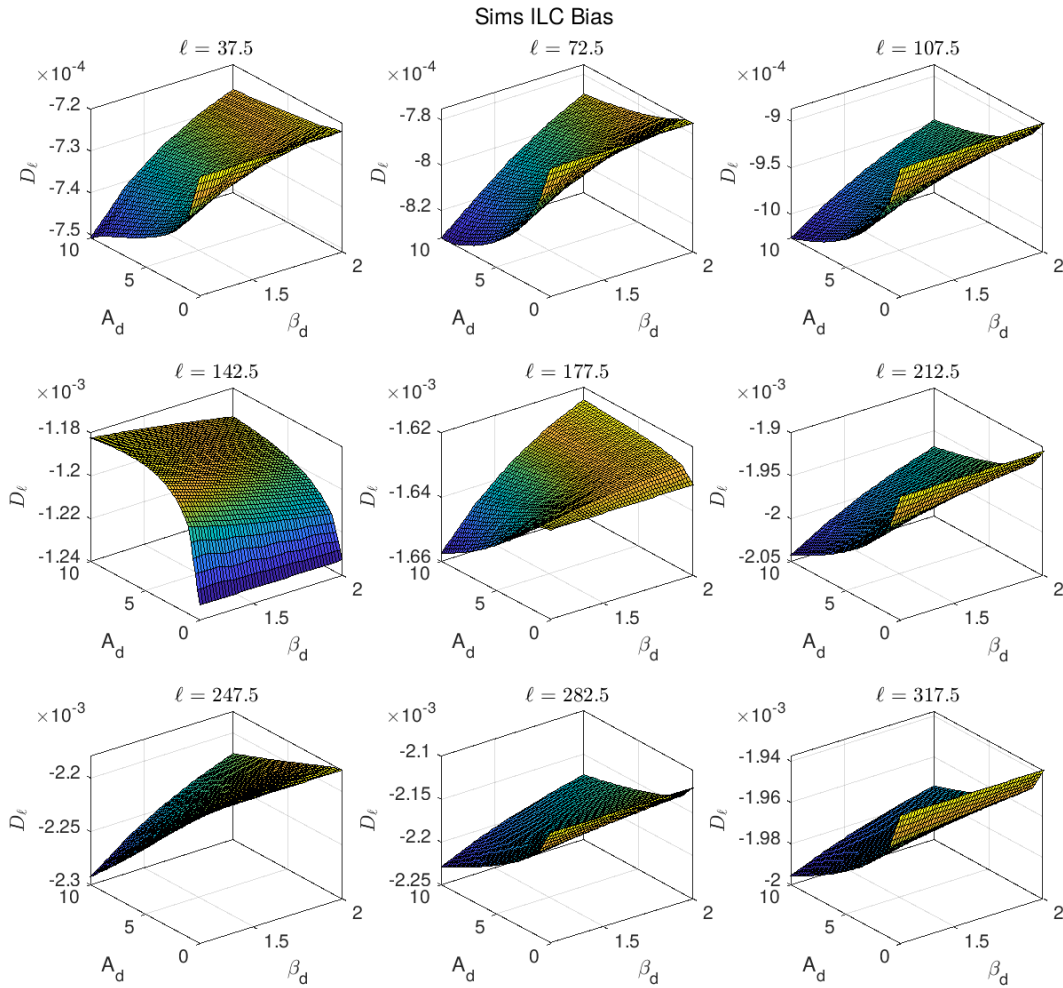 Sims ILC Bias
ℓ = 37.5
×10^-4
-7.2
-7.3
-7.4
-7.5
D_ℓ
10
5
0
A_d
1.5
2
β_d
ℓ = 72.5
×10^-4
-7.8
-8
-8.2
D_ℓ
10
5
0
A_d
1.5
2
β_d
ℓ = 107.5
×10^-4
-9
-9.5
-10
D_ℓ
10
5
0
A_d
1.5
2
β_d
ℓ = 142.5
×10^-3
-1.18
-1.2
-1.22
-1.24
D_ℓ
10
5
0
A_d
1.5
2
β_d
ℓ = 177.5
×10^-3
-1.62
-1.64
-1.66
D_ℓ
10
5
0
A_d
1.5
2
β_d
ℓ = 212.5
×10^-3
-1.9
-1.95
-2
-2.05
D_ℓ
10
5
0
A_d
1.5
2
β_d
ℓ = 247.5
×10^-3
-2.2
-2.25
-2.3
D_ℓ
10
5
0
A_d
1.5
2
β_d
ℓ = 282.5
×10^-3
-2.1
-2.15
-2.2
-2.25
D_ℓ
10
5
0
A_d
1.5
2
β_d
ℓ = 317.5
×10^-3
-1.94
-1.96
-1.98
-2
D_ℓ
10
5
0
A_d
1.5
2
β_d